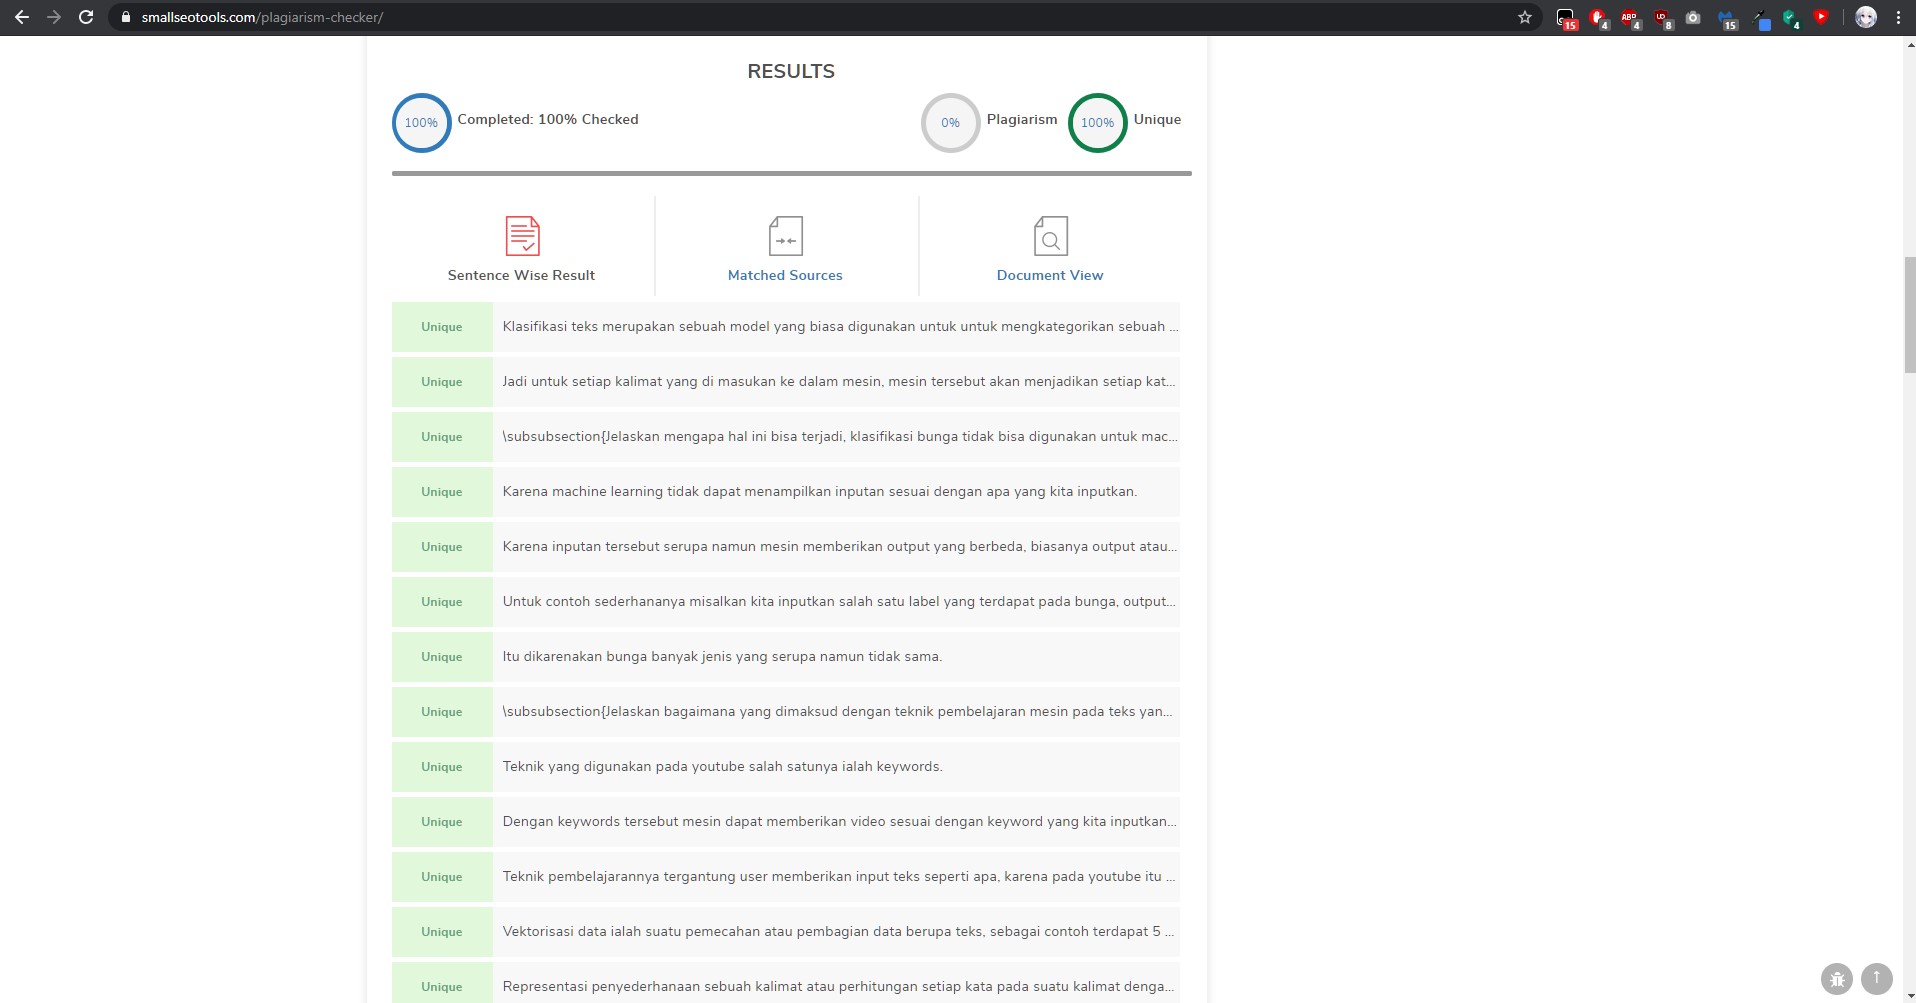 smallseotools.com/plagiarism-checker/
15
4
ABP
4
UD
8
15
4
RESULTS
100%
Completed: 100% Checked
0%
Plagiarism
100%
Unique
Sentence Wise Result
Matched Sources
Document View
Unique
Klasifikasi teks merupakan sebuah model yang biasa digunakan untuk untuk mengkategorikan sebuah ...
Unique
Jadi untuk setiap kalimat yang di masukan ke dalam mesin, mesin tersebut akan menjadikan setiap kat...
Unique
\subsubsection{Jelaskan mengapa hal ini bisa terjadi, klasifikasi bunga tidak bisa digunakan untuk mac...
Unique
Karena machine learning tidak dapat menampilkan inputan sesuai dengan apa yang kita inputkan.
Unique
Karena inputan tersebut serupa namun mesin memberikan output yang berbeda, biasanya output atau...
Unique
Untuk contoh sederhananya misalkan kita inputkan salah satu label yang terdapat pada bunga, output...
Unique
Itu dikarenakan bunga banyak jenis yang serupa namun tidak sama.
Unique
\subsubsection{Jelaskan bagaimana yang dimaksud dengan teknik pembelajaran mesin pada teks yan...
Unique
Teknik yang digunakan pada youtube salah satunya ialah keywords.
Unique
Dengan keywords tersebut mesin dapat memberikan video sesuai dengan keyword yang kita inputkan...
Unique
Teknik pembelajarannya tergantung user memberikan input teks seperti apa, karena pada youtube itu ...
Unique
Vektorisasi data ialah suatu pemecahan atau pembagian data berupa teks, sebagai contoh terdapat 5 ...
Unique
Representasi penyederhanaan sebuah kalimat atau perhitungan setiap kata pada suatu kalimat denga...